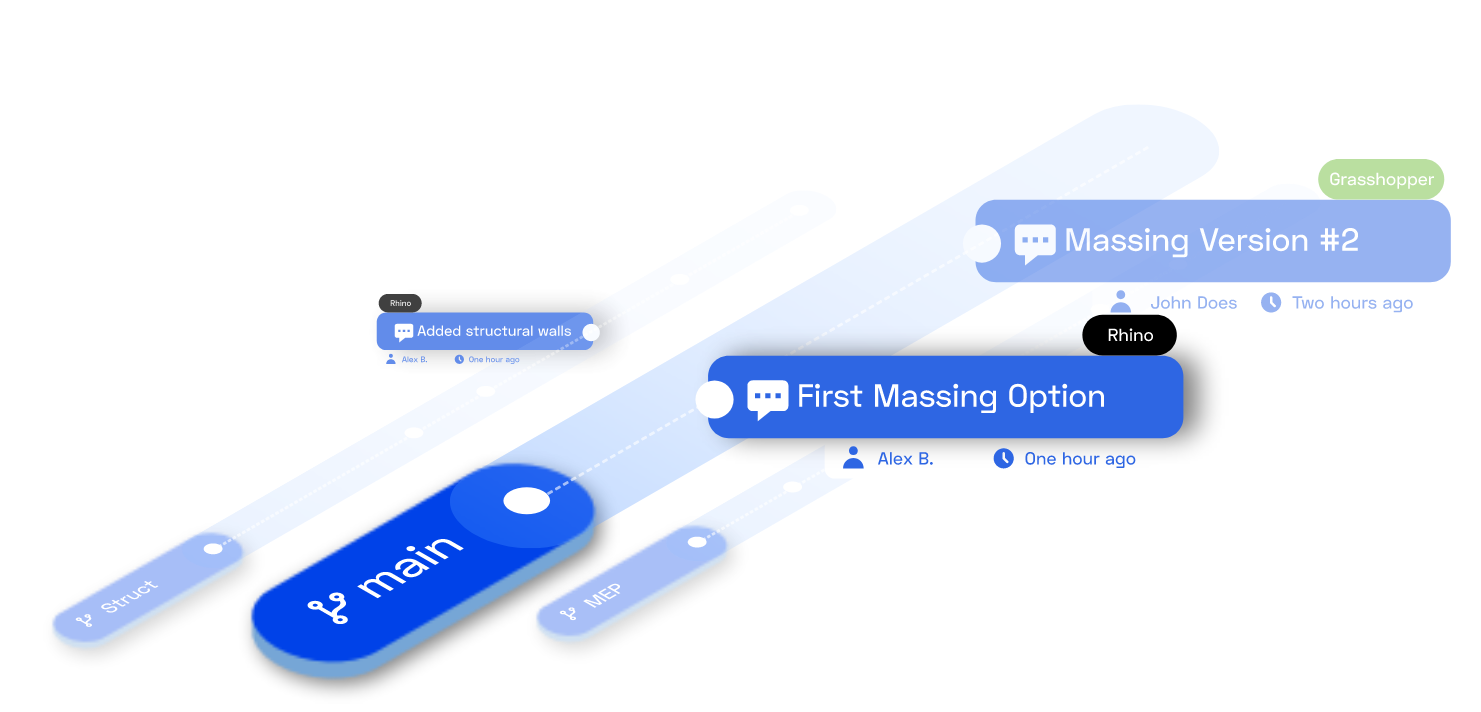 Grasshopper
Massing Version #2
John Does
Two hours ago
Rhino
Added structural walls
Alex B.
One hour ago
Rhino
First Massing Option
Alex B.
One hour ago
Struct
main
MEP